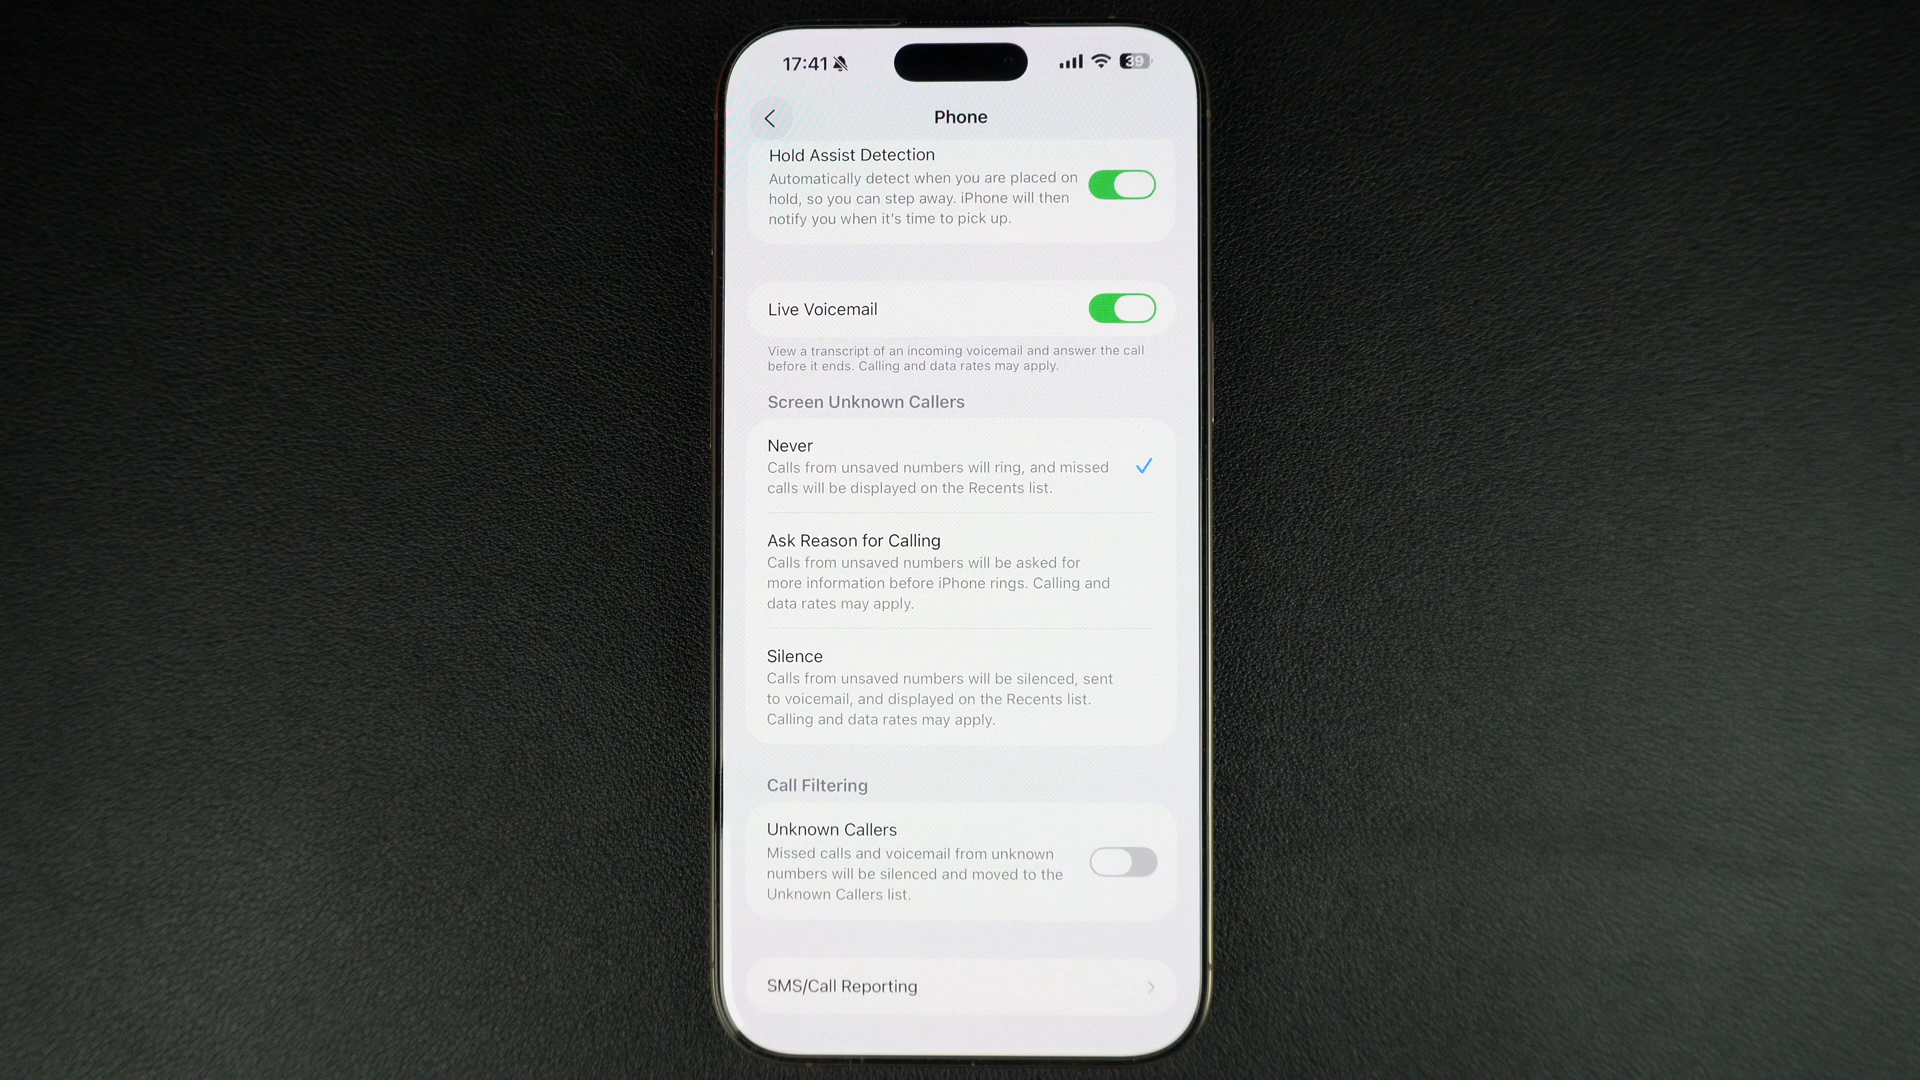 17:41
39
Phone
Hold Assist Detection
Automatically detect when you are placed on
hold, so you can step away. iPhone will then
notify you when it's time to pick up.
Live Voicemail
View a transcript of an incoming voicemail and answer the call
before it ends. Calling and data rates may apply.
Screen Unknown Callers
Never
Calls from unsaved numbers will ring, and missed
calls will be displayed on the Recents list.
Ask Reason for Calling
Calls from unsaved numbers will be asked for
more information before iPhone rings. Calling and
data rates may apply.
Silence
Calls from unsaved numbers will be silenced, sent
to voicemail, and displayed on the Recents list.
Calling and data rates may apply.
Call Filtering
Unknown Callers
Missed calls and voicemail from unknown
numbers will be silenced and moved to the
Unknown Callers list.
SMS/Call Reporting